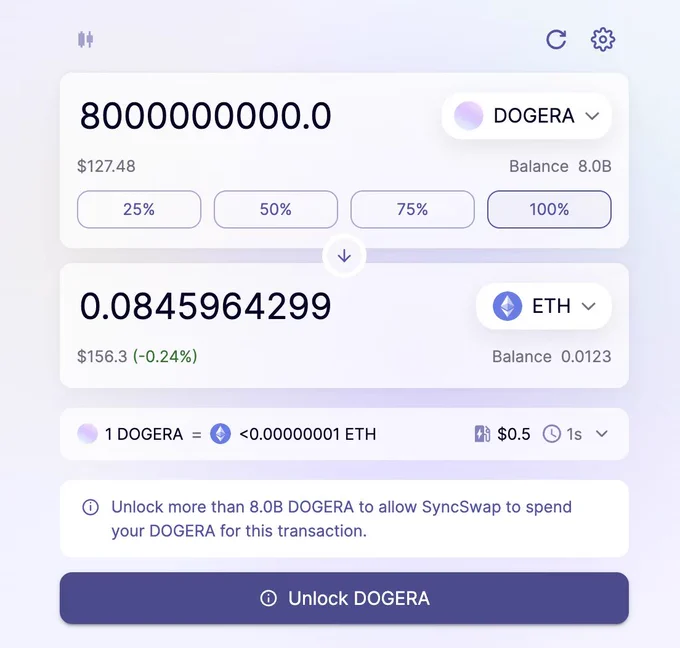 8000000000.0 DOGERA
$127.48 Balance 8.0B
25% 50% 75% 100%
0.0845964299 ETH
$156.3 (-0.24%) Balance 0.0123
1 DOGERA = <0.00000001 ETH $0.5 1s
Unlock more than 8.0B DOGERA to allow SyncSwap to spend
your DOGERA for this transaction.
Unlock DOGERA